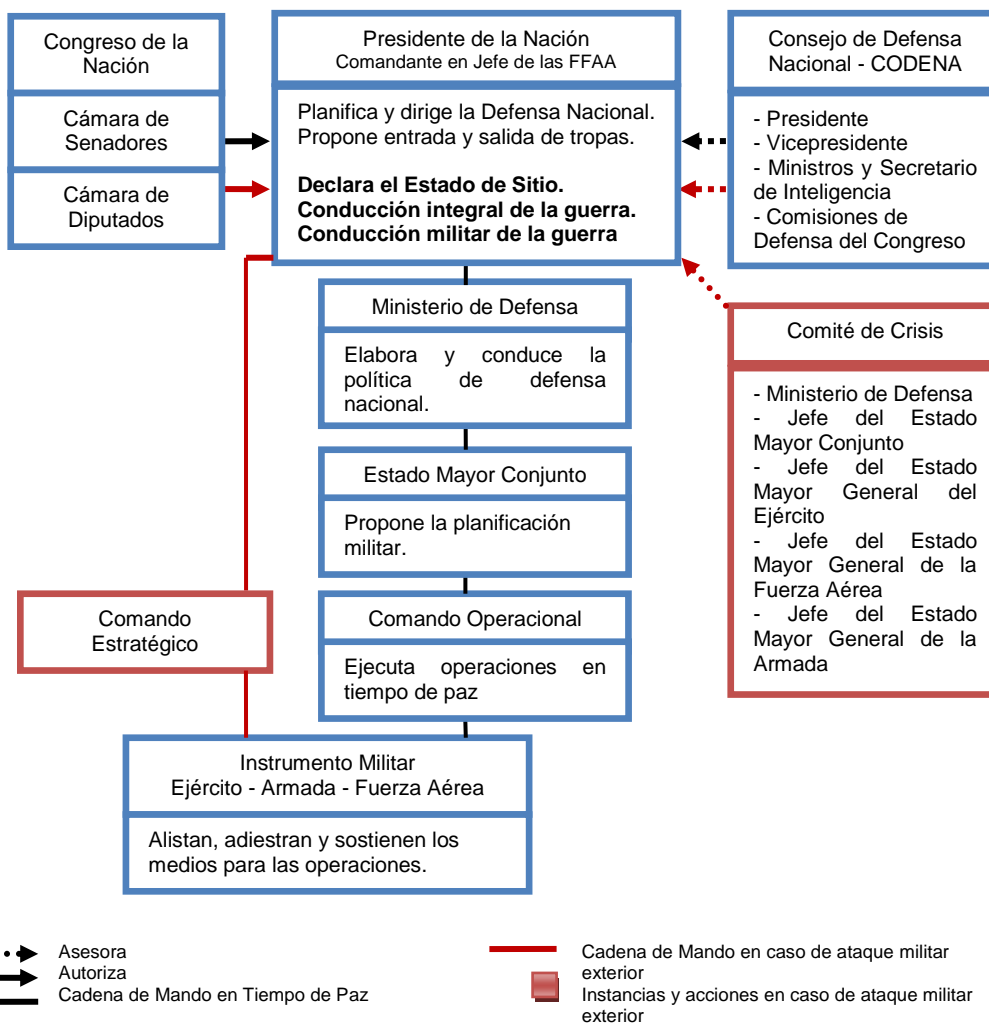 Congreso de la
Nación
Cámara de
Senadores
Cámara de
Diputados
Presidente de la Nación
Comandante en Jefe de las FFAA
Planifica y dirige la Defensa Nacional.
Propone entrada y salida de tropas.
Declara el Estado de Sitio.
Conducción integral de la guerra.
Conducción militar de la guerra
Consejo de Defensa
Nacional - CODENA
- Presidente
- Vicepresidente
- Ministros y Secretario
de Inteligencia
- Comisiones de
Defensa del Congreso
Ministerio de Defensa
Elabora y conduce la
política de defensa
nacional.
Comité de Crisis
- Ministerio de Defensa
- Jefe del Estado
Mayor Conjunto
- Jefe del Estado
Mayor General del
Ejército
- Jefe del Estado
Mayor General de la
Fuerza Aérea
- Jefe del Estado
Mayor General de la
Armada
Estado Mayor Conjunto
Propone la planificación
militar.
Comando
Estratégico
Comando Operacional
Ejecuta operaciones en
tiempo de paz
Instrumento Militar
Ejército - Armada - Fuerza Aérea
Alistan, adiestran y sostienen los
medios para las operaciones.
Asesora
Autoriza
Cadena de Mando en Tiempo de Paz
Cadena de Mando en caso de ataque militar
exterior
Instancias y acciones en caso de ataque militar
exterior